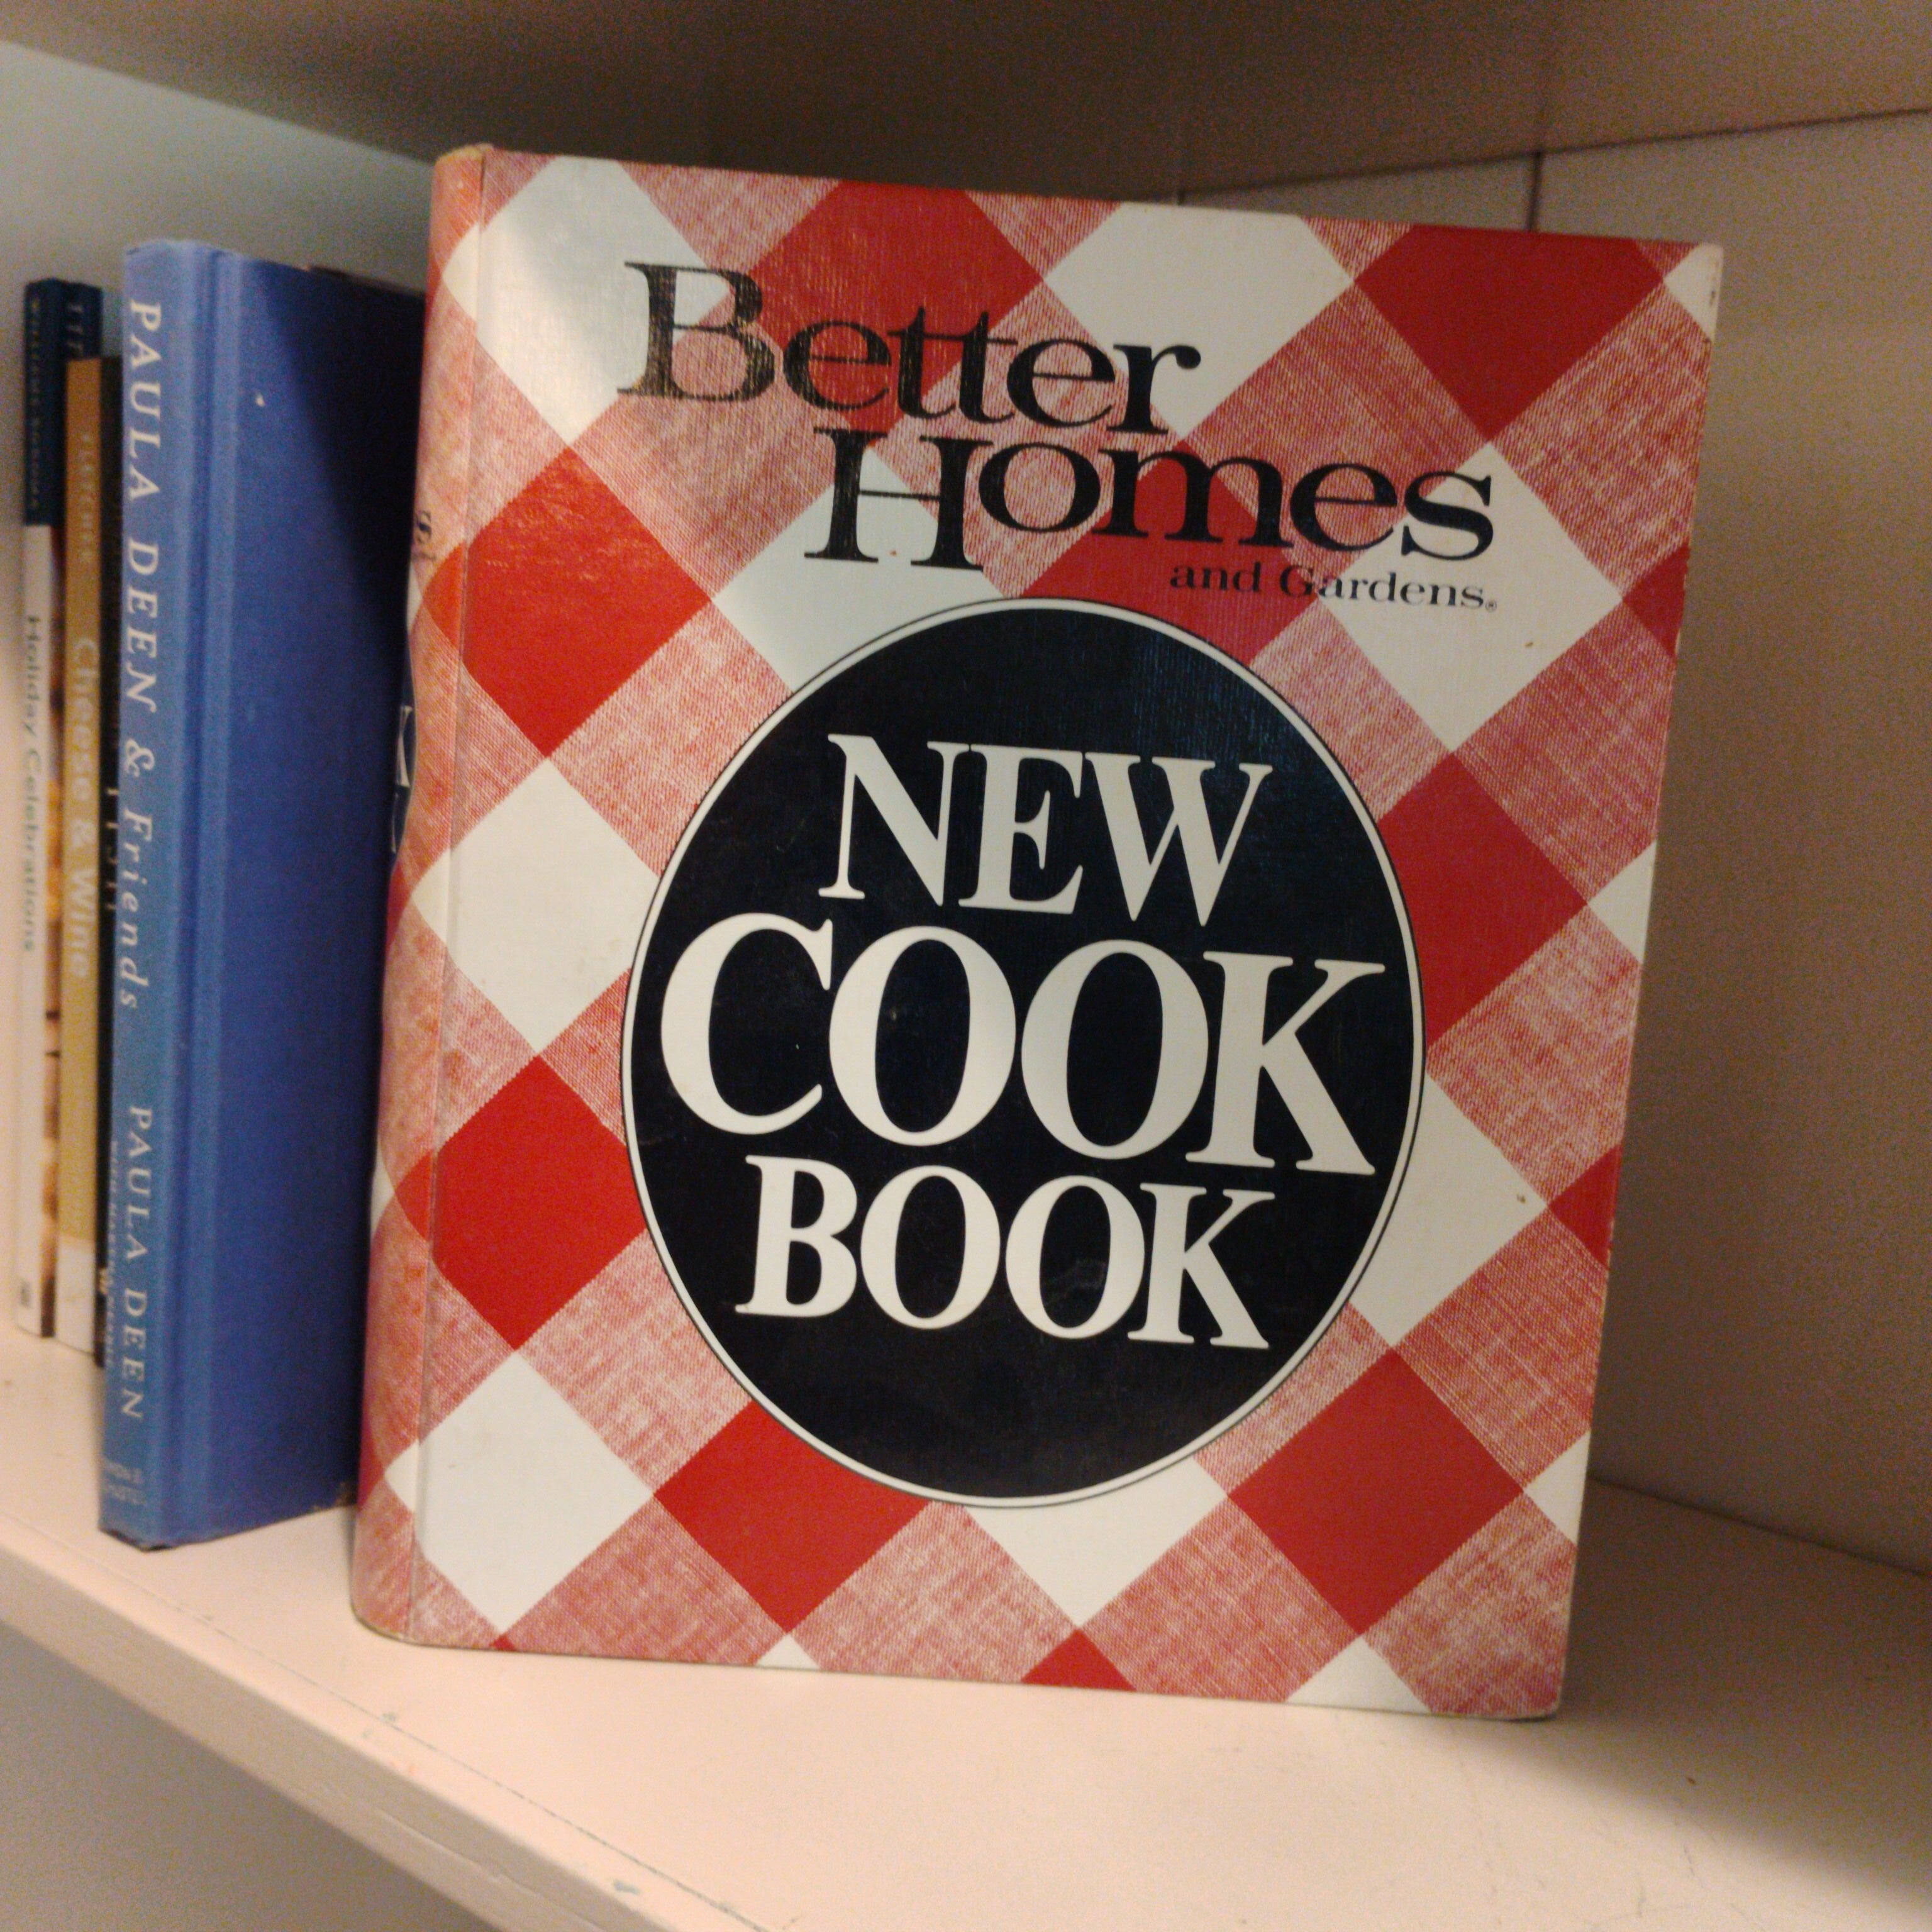 Better
Homes
and Gardens®
NEW
COOK
BOOK
PAULA DEEN & Friends PAULA DEEN
Cheese & Wine
Holiday Celebrations